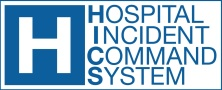 H
HOSPITAL
INCIDENT
COMMAND
SYSTEM